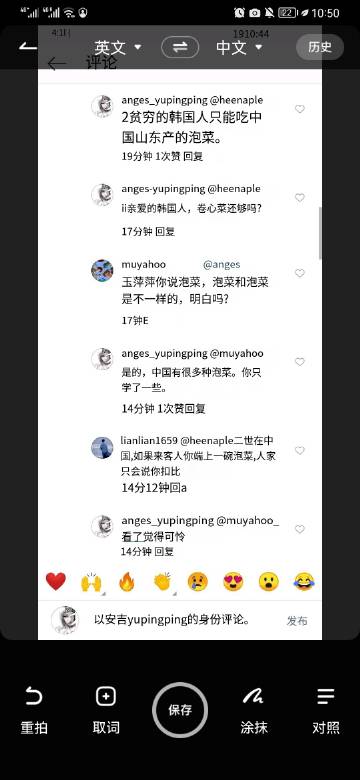 22
10:50
4:1
1910:44
英文
中文
历史
评论
anges_yupingping @heenaple
2贫穷的韩国人只能吃中
国山东产的泡菜。
19分钟 1次赞 回复
anges-yupingping @heenaple
ii亲爱的韩国人，卷心菜还够吗?
17分钟 回复
muyahoo @anges
玉萍萍你说泡菜，泡菜和泡菜
是不一样的，明白吗?
17钟E
anges_yupingping @muyahoo
是的，中国有很多种泡菜。你只
学了一些。
14分钟 1次赞回复
lianlian1659 @heenaple二世在中
国,如果来客人你端上一碗泡菜,人家
只会说你扣比
14分12钟回a
anges_yupingping @muyahoo_
看了觉得可怜
14分钟 回复
以安吉yupingping的身份评论。
发布
重拍
取词
保存
涂抹
对照